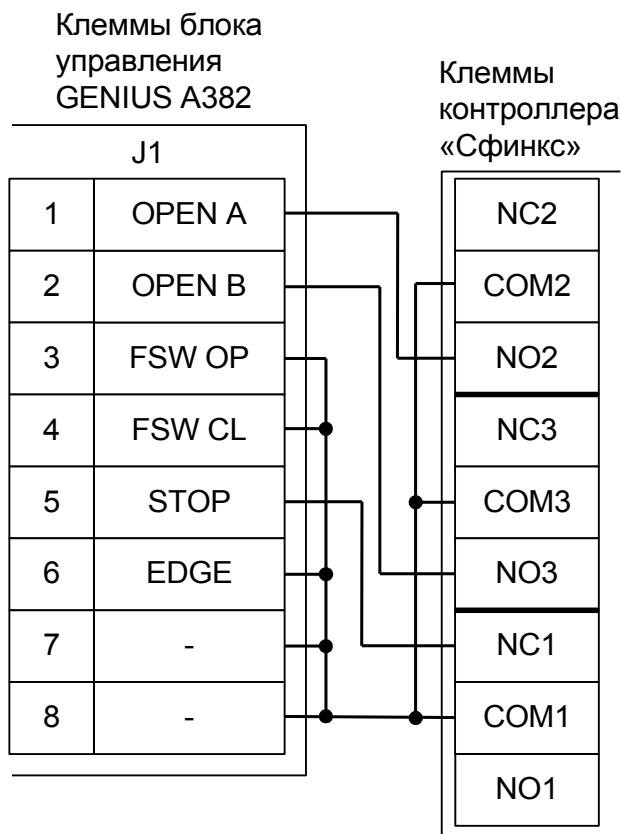 Клеммы блока
управления
GENIUS A382
Клеммы
контроллера
«Сфинкс»
J1
1 OPEN A
2 OPEN B
3 FSW OP
4 FSW CL
5 STOP
6 EDGE
7 -
8 -
NC2
COM2
NO2
NC3
COM3
NO3
NC1
COM1
NO1